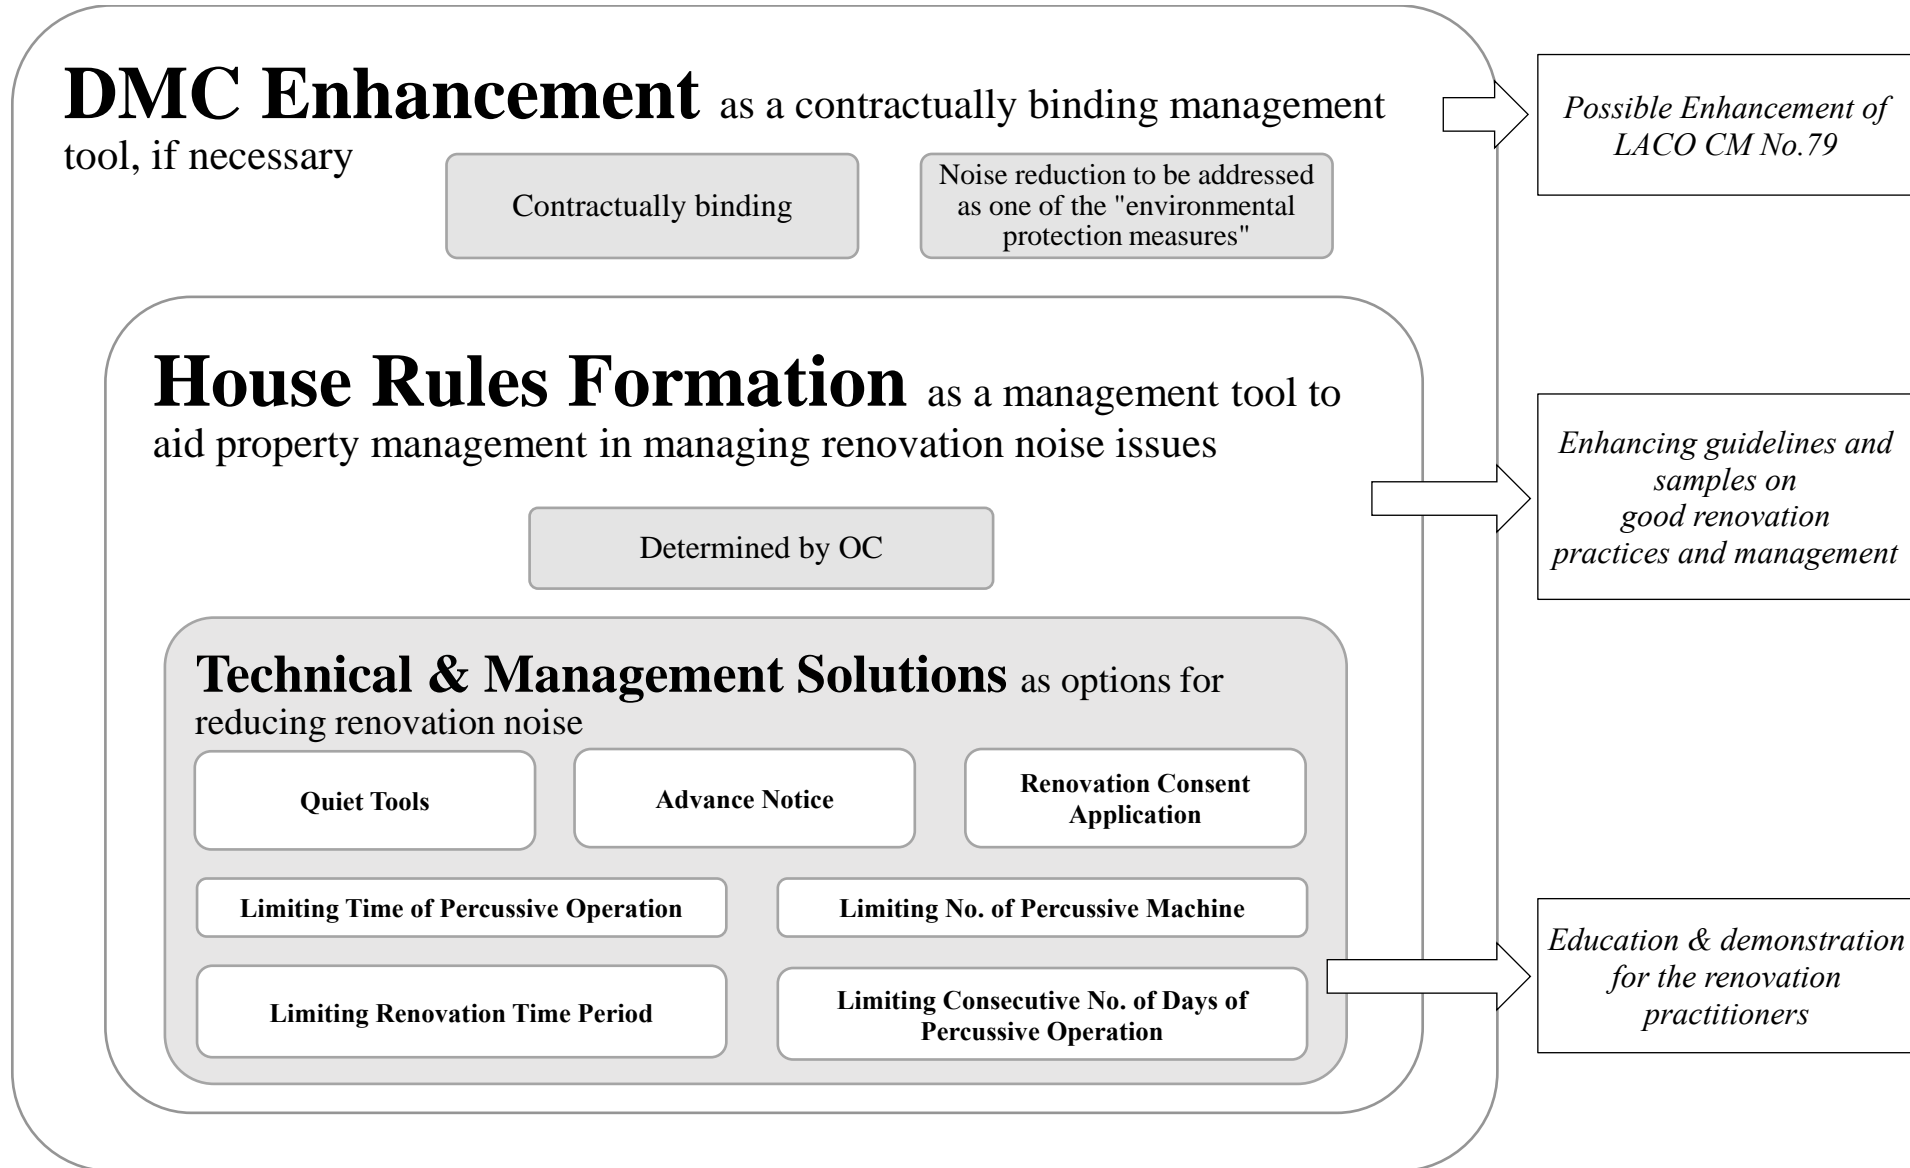 DMC Enhancement as a contractually binding management
tool, if necessary
Contractually binding
Noise reduction to be addressed
as one of the "environmental
protection measures"
Possible Enhancement of
LACO CM No.79
House Rules Formation as a management tool to
aid property management in managing renovation noise issues
Determined by OC
Enhancing guidelines and
samples on
good renovation
practices and management
Technical & Management Solutions as options for
reducing renovation noise
Quiet Tools
Advance Notice
Renovation Consent
Application
Limiting Time of Percussive Operation
Limiting No. of Percussive Machine
Limiting Renovation Time Period
Limiting Consecutive No. of Days of
Percussive Operation
Education & demonstration
for the renovation
practitioners